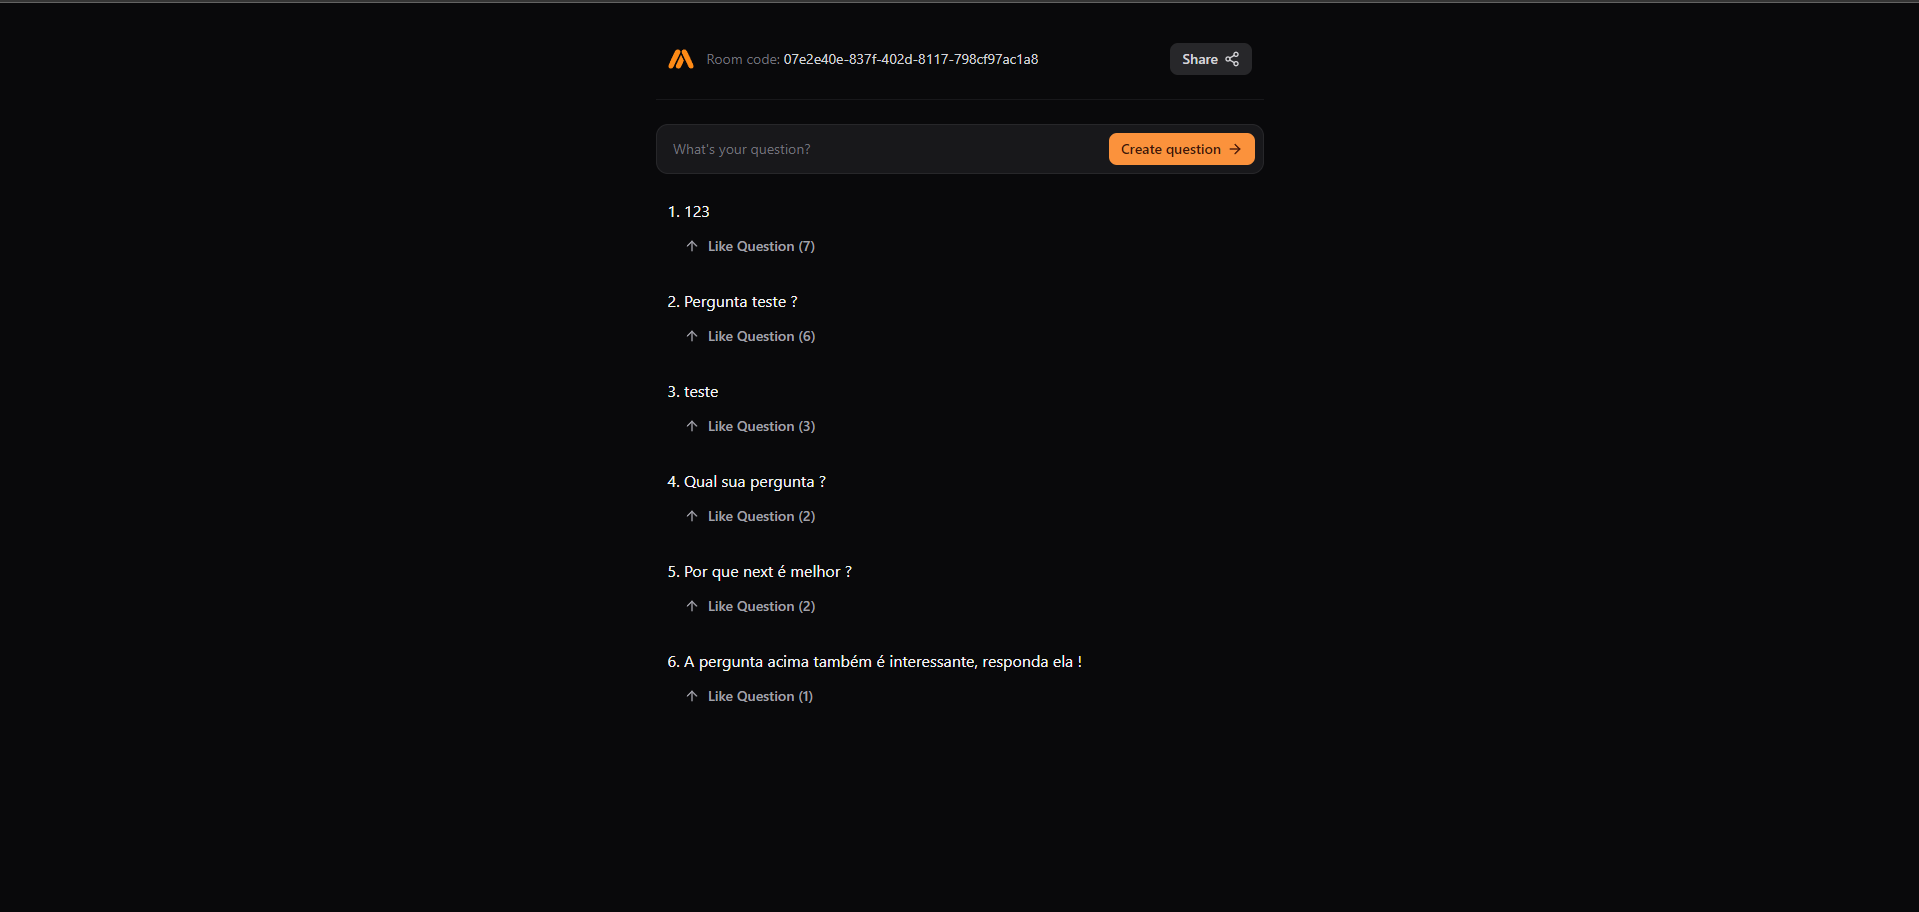 Room code: 07e2e40e-837f-402d-8117-798cf97ac1a8
Share
What's your question?
Create question
1. 123
Like Question (7)
2. Pergunta teste ?
Like Question (6)
3. teste
Like Question (3)
4. Qual sua pergunta ?
Like Question (2)
5. Por que next é melhor ?
Like Question (2)
6. A pergunta acima também é interessante, responda ela !
Like Question (1)